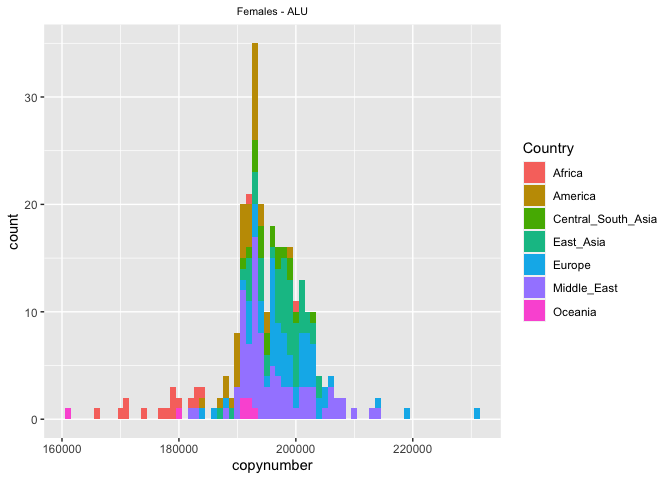 Females - ALU
30
20
10
0
count
160000 180000 200000 220000
copynumber
Country
Africa
America
Central_South_Asia
East_Asia
Europe
Middle_East
Oceania